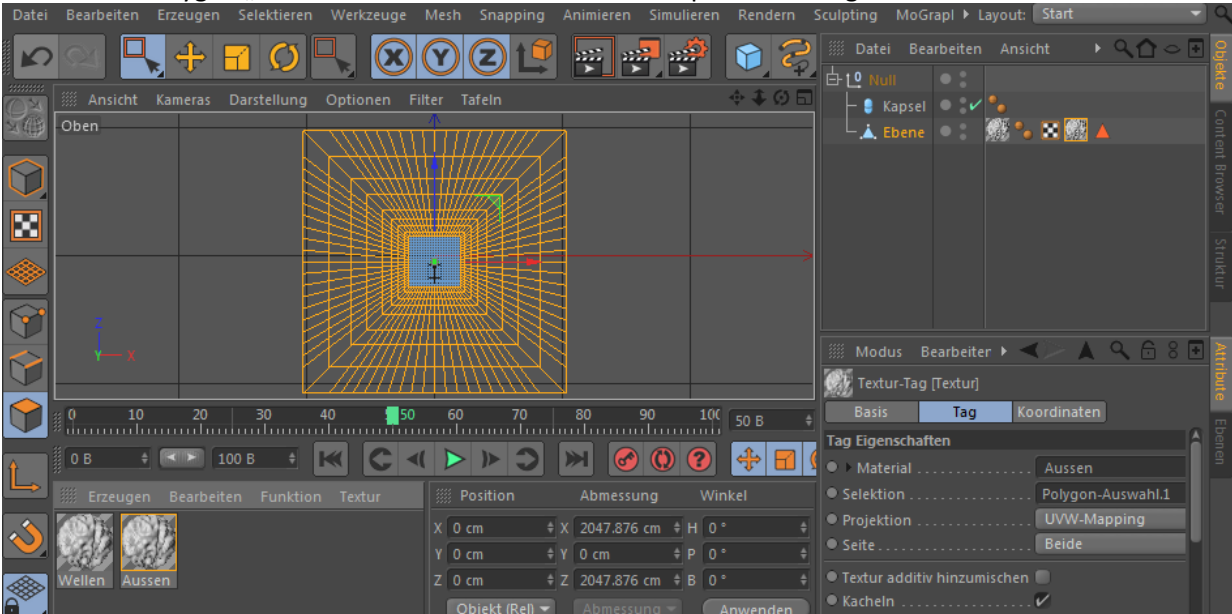 Datei Bearbeiten Erzeugen Selektieren Werkzeuge Mesh Snapping Animieren Simulieren Rendern Sculpting MoGrapl Layout: Start
Ansicht Kameras Darstellung Optionen Filter Tafeln
Oben
Z
Y X
0 10 20 30 40 50 60 70 80 90 100 50 B
0 B 100 B
Erzeugen Bearbeiten Funktion Textur
Wellen Aussen
Position Abmessung Winkel
X 0 cm X 2047.876 cm H 0 °
Y 0 cm Y 0 cm P 0 °
Z 0 cm Z 2047.876 cm B 0 °
Objekt (Rel) Abmessung Anwenden
Datei Bearbeiten Ansicht
Null
Kapsel
Ebene
Objekte
Content Browser
Struktur
Modus Bearbeiter
Textur-Tag [Textur]
Basis Tag Koordinaten
Tag Eigenschaften
Material Aussen
Selektion Polygon-Auswahl.1
Projektion UVW-Mapping
Seite Beide
Textur additiv hinzumischen
Kacheln
Attribute
Ebenen